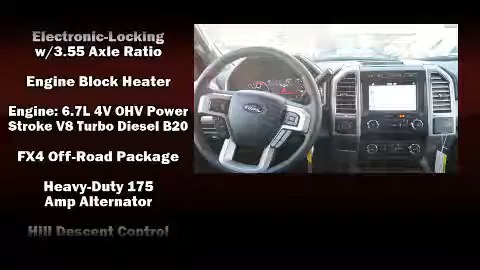 Electronic-Locking
w/3.55 Axle Ratio
Engine Block Heater
Engine: 6.7L 4V OHV Power
Stroke V8 Turbo Diesel B20
FX4 Off-Road Package
Heavy-Duty 175
Amp Alternator
Hill Descent Control
Ford